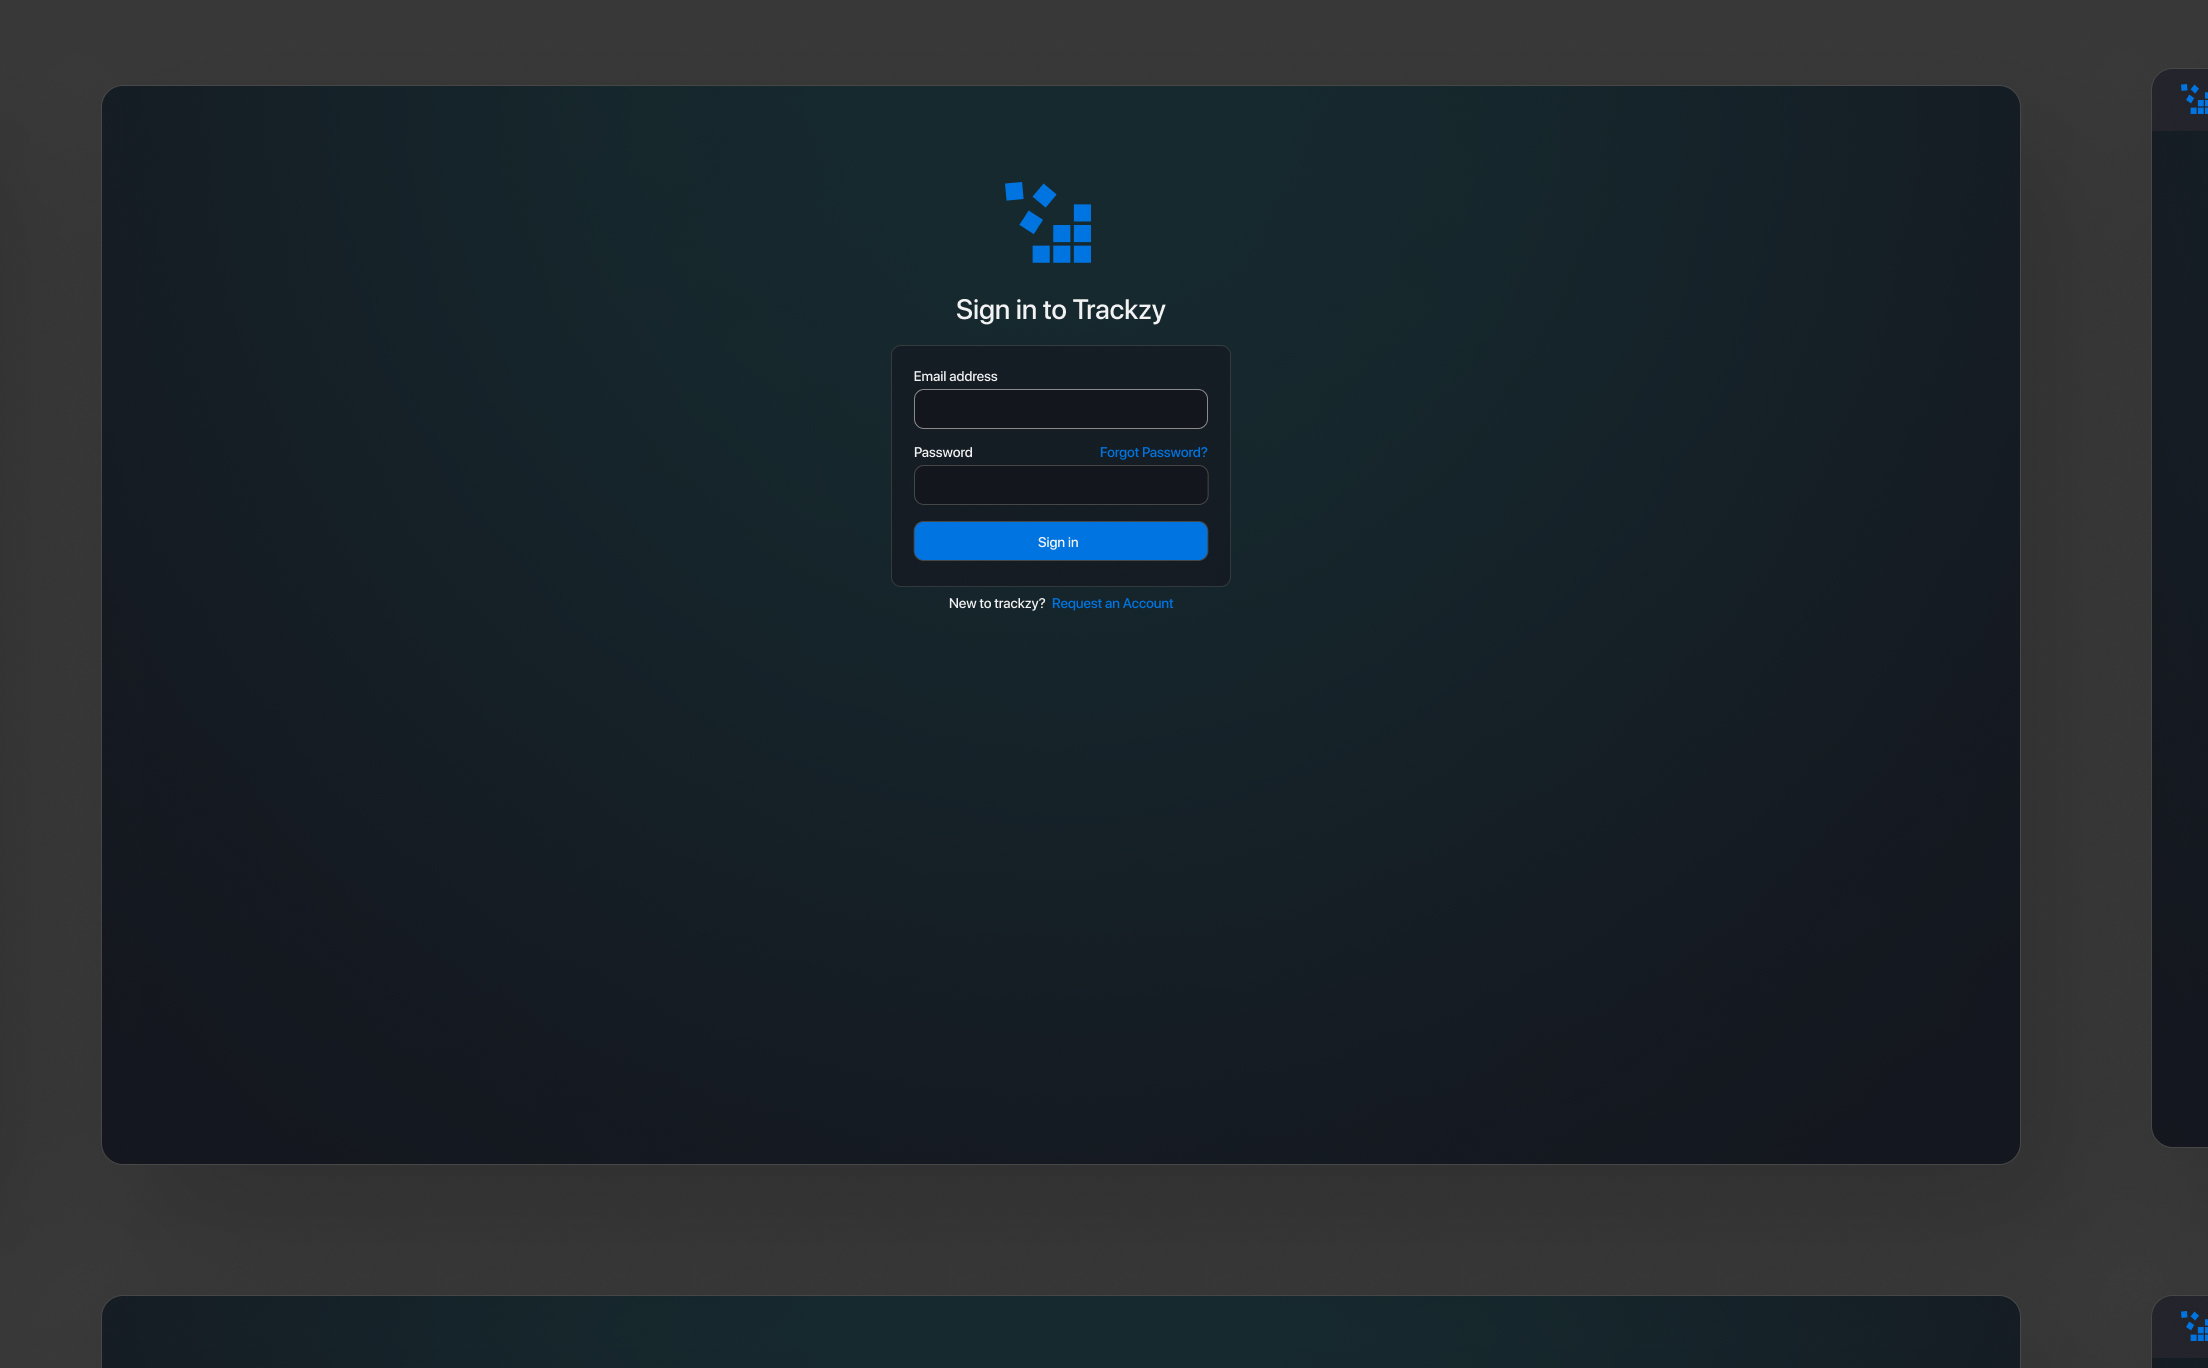 Sign in to Trackzy
Email address
Password
Forgot Password?
Sign in
New to trackzy? Request an Account